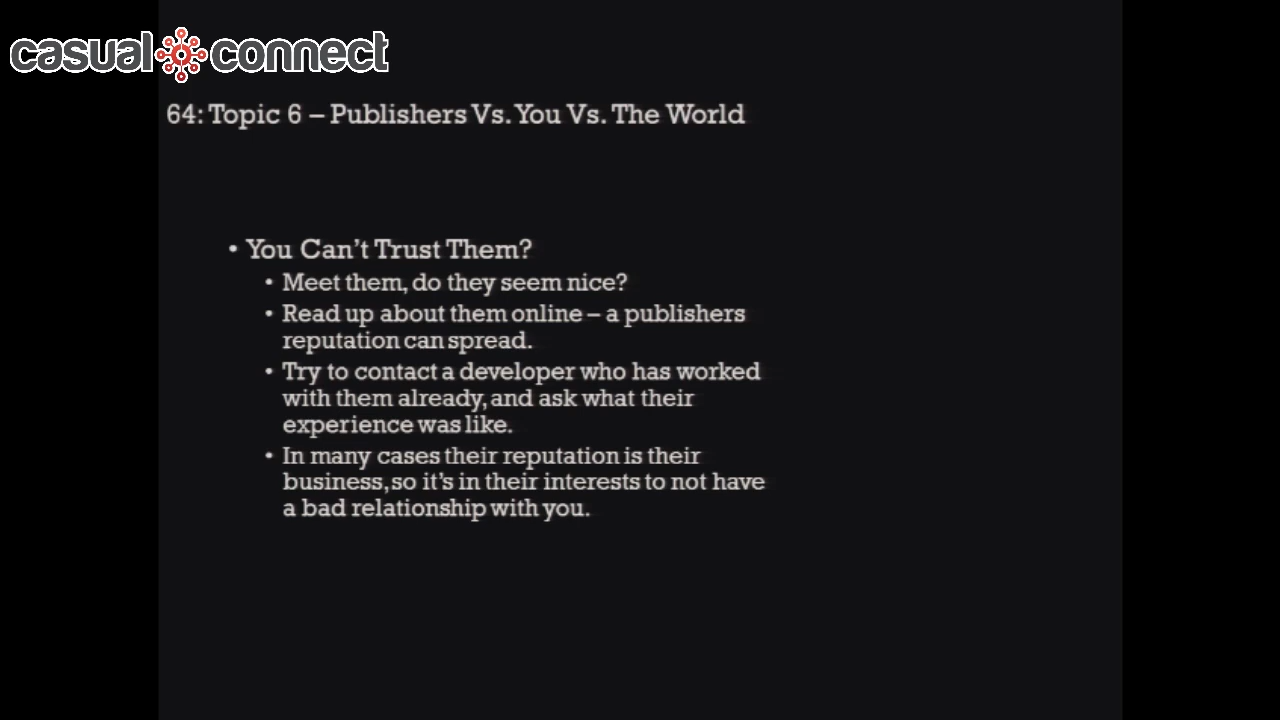 casual connect
64: Topic 6 – Publishers Vs. You Vs. The World
• You Can't Trust Them?
• Meet them, do they seem nice?
• Read up about them online – a publishers
reputation can spread.
• Try to contact a developer who has worked
with them already, and ask what their
experience was like.
• In many cases their reputation is their
business, so it's in their interests to not have
a bad relationship with you.